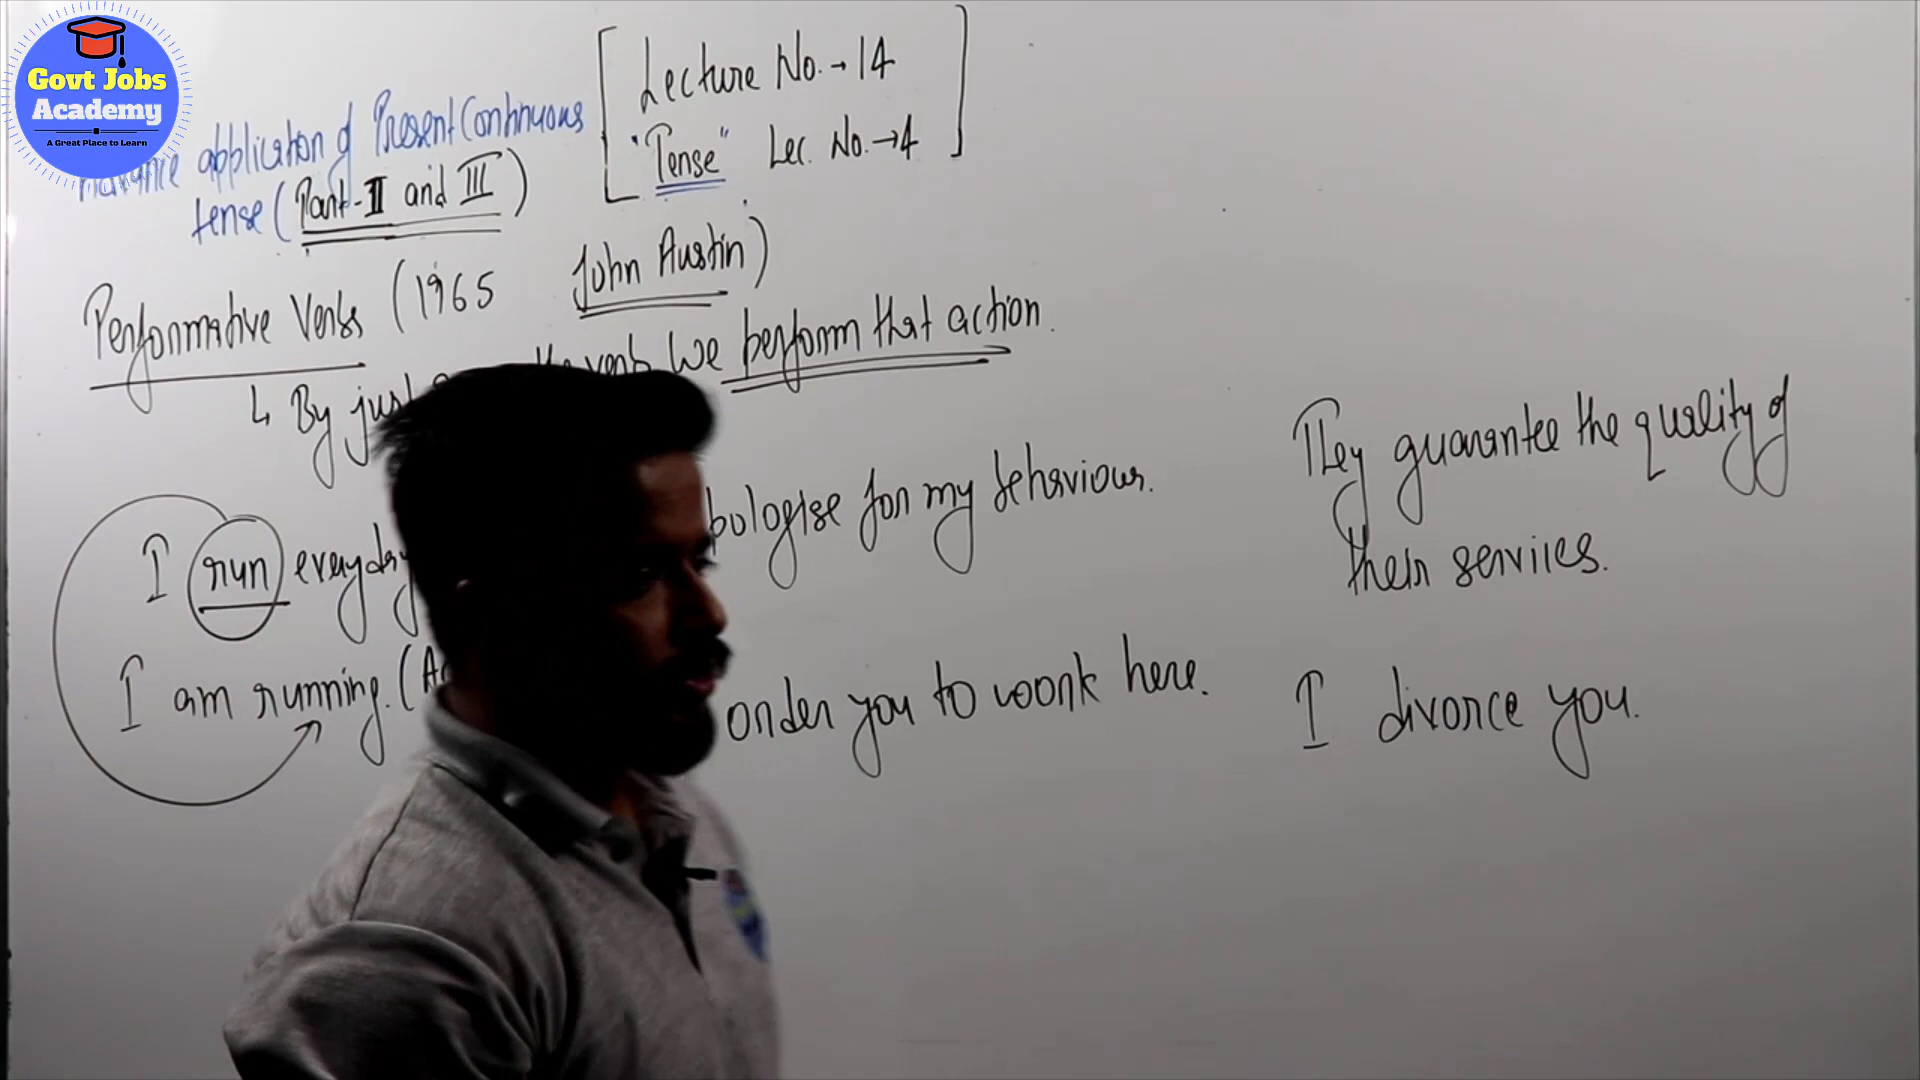 Govt Jobs
Academy
A Great Place to Learn
Lecture No. → 14
"Tense" Lec. No. → 4
application of Present Continuous
tense (Part-II and III)
Performative Verbs (1965 John Austin)
↳ By just verb We perform that action.
I run everyday
I am running. (
apologise for my behaviour.
order you to work here.
They guarantee the quality of
their services.
I divorce you.